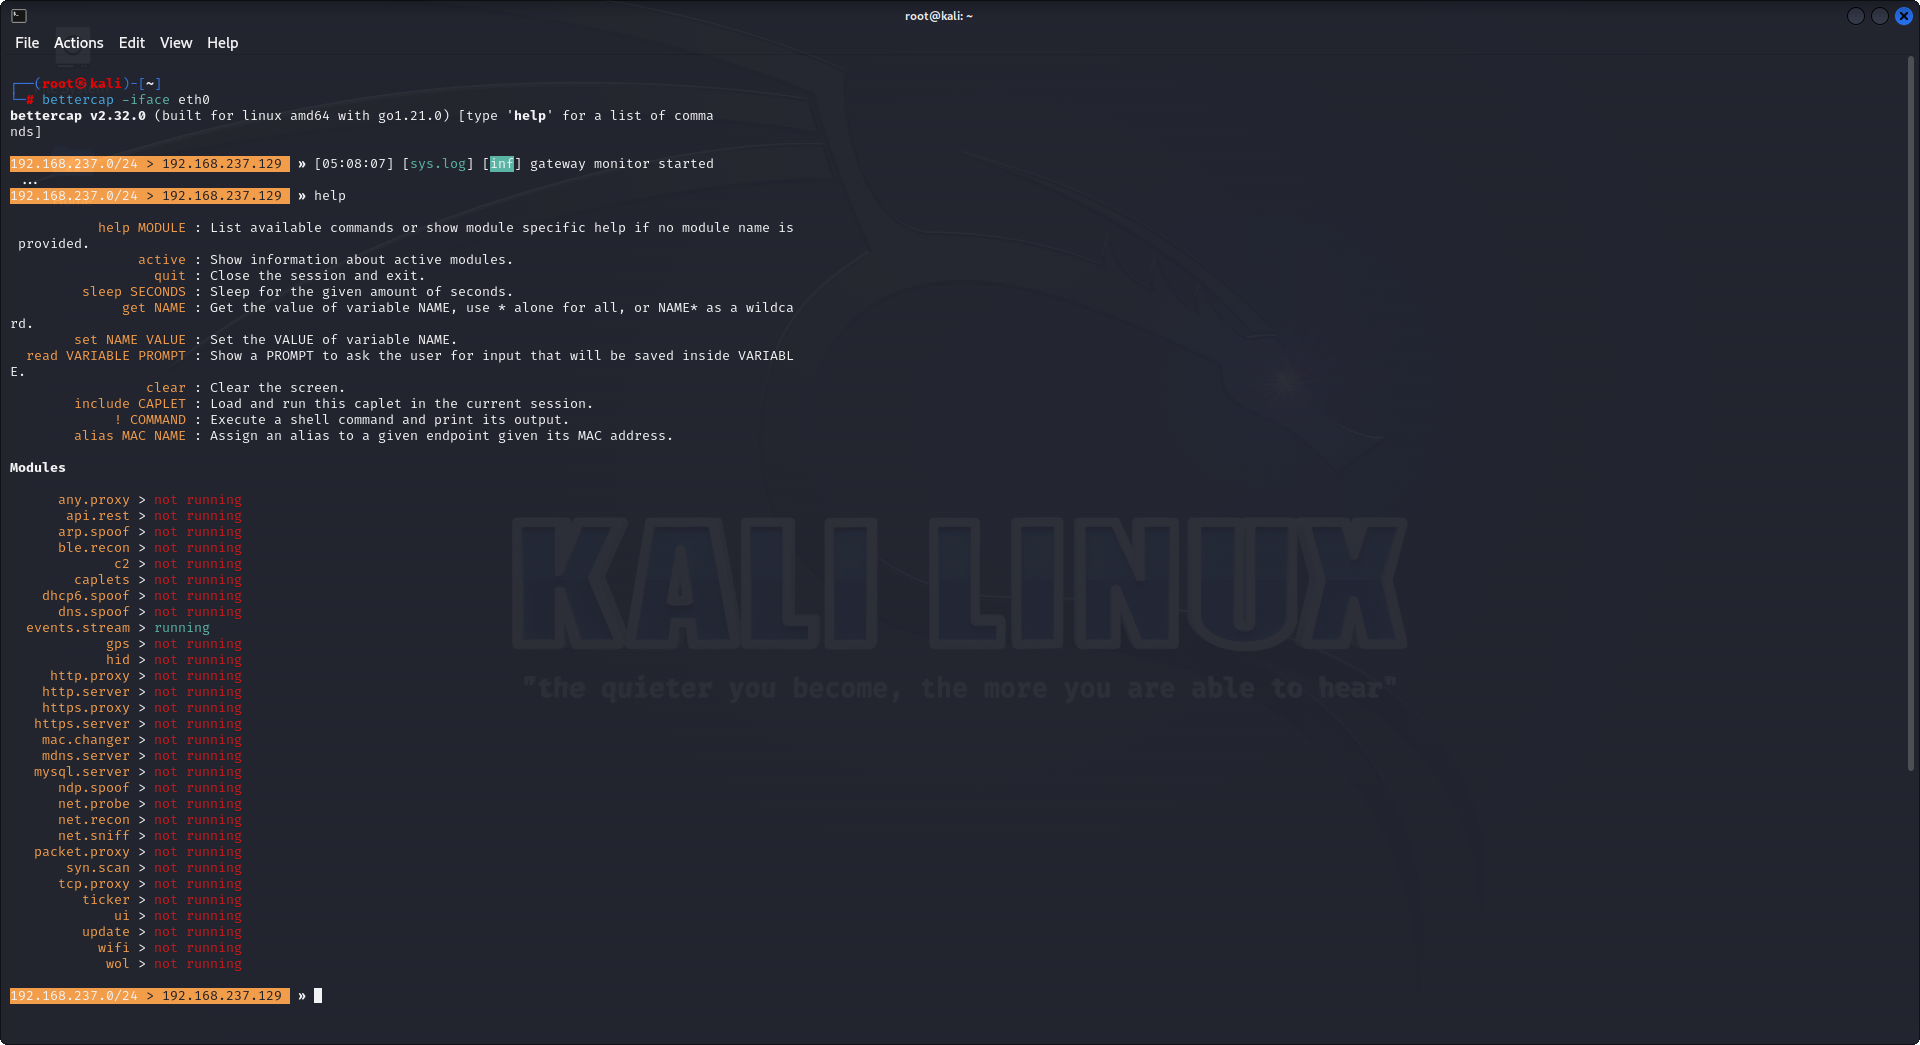 root@kali: ~
File Actions Edit View Help
┌──(root㉿kali)-[~]
└─# bettercap -iface eth0
bettercap v2.32.0 (built for linux amd64 with go1.21.0) [type 'help' for a list of comma
nds]
192.168.237.0/24 > 192.168.237.129 » [05:08:07] [sys.log] [inf] gateway monitor started
...
192.168.237.0/24 > 192.168.237.129 » help
help MODULE : List available commands or show module specific help if no module name is
provided.
active : Show information about active modules.
quit : Close the session and exit.
sleep SECONDS : Sleep for the given amount of seconds.
get NAME : Get the value of variable NAME, use * alone for all, or NAME* as a wildca
rd.
set NAME VALUE : Set the VALUE of variable NAME.
read VARIABLE PROMPT : Show a PROMPT to ask the user for input that will be saved inside VARIABL
E.
clear : Clear the screen.
include CAPLET : Load and run this caplet in the current session.
! COMMAND : Execute a shell command and print its output.
alias MAC NAME : Assign an alias to a given endpoint given its MAC address.
Modules
any.proxy > not running
api.rest > not running
arp.spoof > not running
ble.recon > not running
c2 > not running
caplets > not running
dhcp6.spoof > not running
dns.spoof > not running
events.stream > running
gps > not running
hid > not running
http.proxy > not running
http.server > not running
https.proxy > not running
https.server > not running
mac.changer > not running
mdns.server > not running
mysql.server > not running
ndp.spoof > not running
net.probe > not running
net.recon > not running
net.sniff > not running
packet.proxy > not running
syn.scan > not running
tcp.proxy > not running
ticker > not running
ui > not running
update > not running
wifi > not running
wol > not running
192.168.237.0/24 > 192.168.237.129 »
KALI LINUX
"the quieter you become, the more you are able to hear"